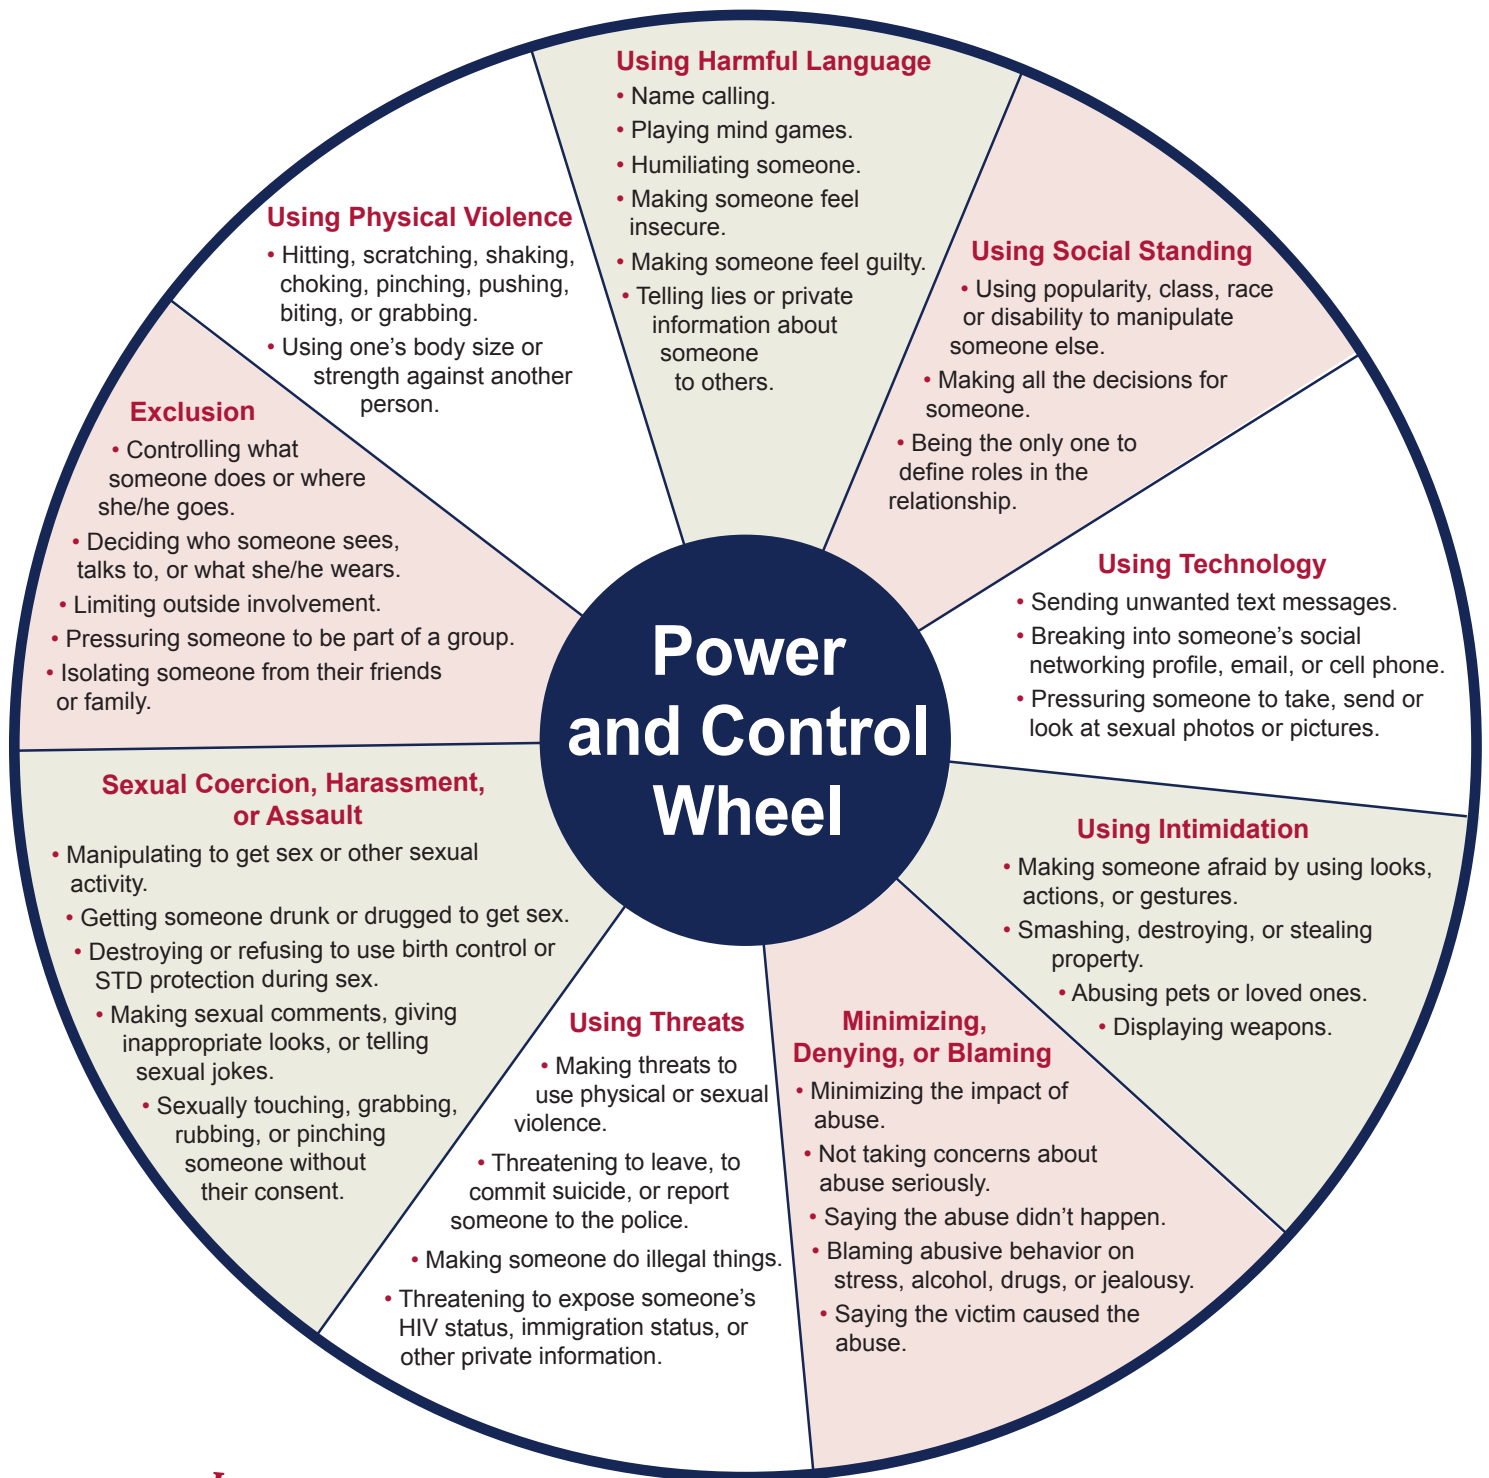 Using Harmful Language
• Name calling.
• Playing mind games.
• Humiliating someone.
• Making someone feel
insecure.
• Making someone feel guilty.
• Telling lies or private
information about
someone
to others.
Using Social Standing
• Using popularity, class, race
or disability to manipulate
someone else.
• Making all the decisions for
someone.
• Being the only one to
define roles in the
relationship.
Using Technology
• Sending unwanted text messages.
• Breaking into someone’s social
networking profile, email, or cell phone.
• Pressuring someone to take, send or
look at sexual photos or pictures.
Using Intimidation
• Making someone afraid by using looks,
actions, or gestures.
• Smashing, destroying, or stealing
property.
• Abusing pets or loved ones.
• Displaying weapons.
Minimizing,
Denying, or Blaming
• Minimizing the impact of
abuse.
• Not taking concerns about
abuse seriously.
• Saying the abuse didn’t happen.
• Blaming abusive behavior on
stress, alcohol, drugs, or jealousy.
• Saying the victim caused the
abuse.
Using Threats
• Making threats to
use physical or sexual
violence.
• Threatening to leave, to
commit suicide, or report
someone to the police.
• Making someone do illegal things.
• Threatening to expose someone’s
HIV status, immigration status, or
other private information.
Sexual Coercion, Harassment,
or Assault
• Manipulating to get sex or other sexual
activity.
• Getting someone drunk or drugged to get sex.
• Destroying or refusing to use birth control or
STD protection during sex.
• Making sexual comments, giving
inappropriate looks, or telling
sexual jokes.
• Sexually touching, grabbing,
rubbing, or pinching
someone without
their consent.
Exclusion
• Controlling what
someone does or where
she/he goes.
• Deciding who someone sees,
talks to, or what she/he wears.
• Limiting outside involvement.
• Pressuring someone to be part of a group.
• Isolating someone from their friends
or family.
Using Physical Violence
• Hitting, scratching, shaking,
choking, pinching, pushing,
biting, or grabbing.
• Using one’s body size or
strength against another
person.
Power
and Control
Wheel